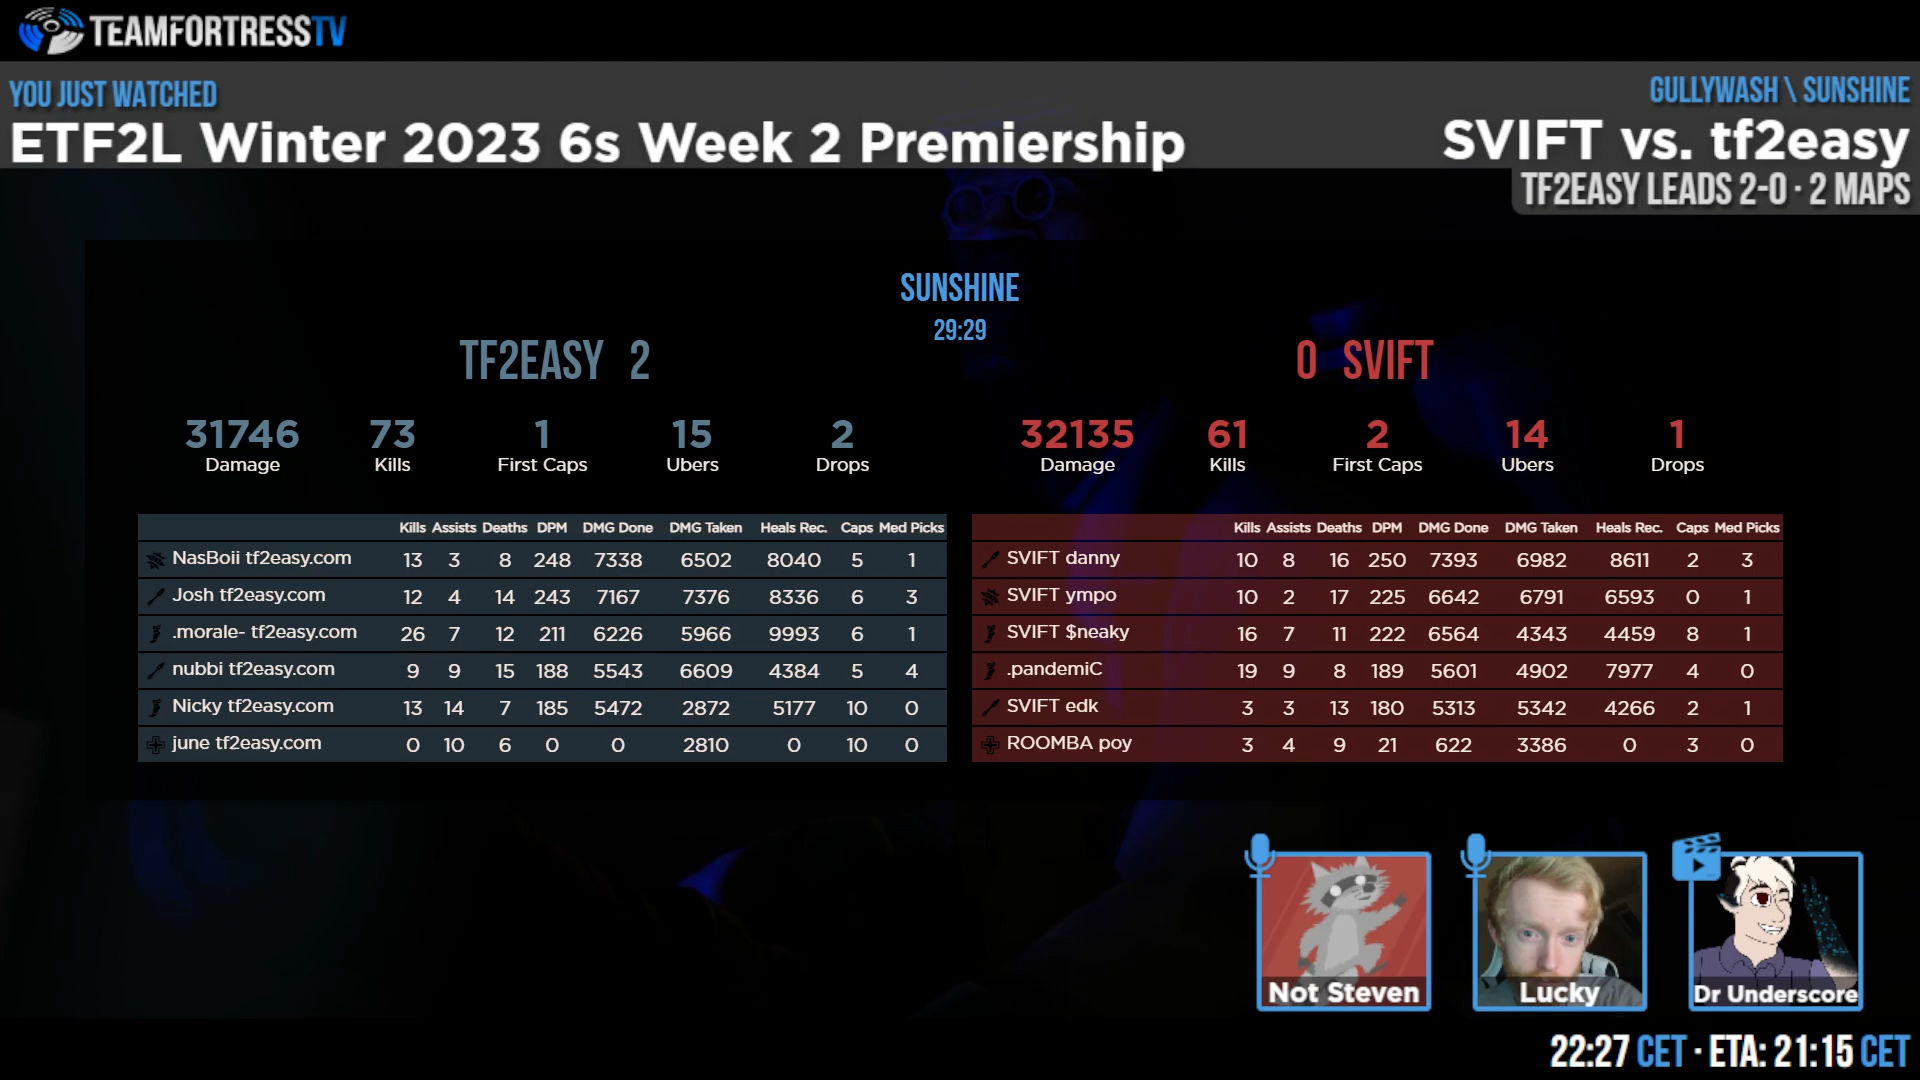 TEAMFORTRESSTV
YOU JUST WATCHED
ETF2L Winter 2023 6s Week 2 Premiership
GULLYWASH \ SUNSHINE
SVIFT vs. tf2easy
TF2EASY LEADS 2-0 · 2 MAPS
SUNSHINE
29:29
TF2EASY 2
0 SVIFT
31746 73 1 15 2
Damage Kills First Caps Ubers Drops
32135 61 2 14 1
Damage Kills First Caps Ubers Drops
Kills Assists Deaths DPM DMG Done DMG Taken Heals Rec. Caps Med Picks
NasBoii tf2easy.com 13 3 8 248 7338 6502 8040 5 1
Josh tf2easy.com 12 4 14 243 7167 7376 8336 6 3
.morale- tf2easy.com 26 7 12 211 6226 5966 9993 6 1
nubbi tf2easy.com 9 9 15 188 5543 6609 4384 5 4
Nicky tf2easy.com 13 14 7 185 5472 2872 5177 10 0
june tf2easy.com 0 10 6 0 0 2810 0 10 0
Kills Assists Deaths DPM DMG Done DMG Taken Heals Rec. Caps Med Picks
SVIFT danny 10 8 16 250 7393 6982 8611 2 3
SVIFT ympo 10 2 17 225 6642 6791 6593 0 1
SVIFT $neaky 16 7 11 222 6564 4343 4459 8 1
.pandemiC 19 9 8 189 5601 4902 7977 4 0
SVIFT edk 3 3 13 180 5313 5342 4266 2 1
ROOMBA poy 3 4 9 21 622 3386 0 3 0
Not Steven
Lucky
Dr Underscore
22:27 CET · ETA: 21:15 CET